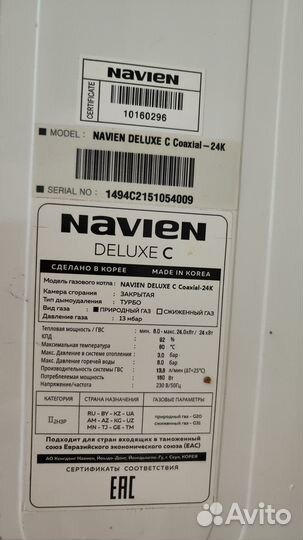 NAVIEN
CERTIFICATE
10160296
MODEL: NAVIEN DELUXE C Coaxial-24K
SERIAL NO: 1494C2151054009
NAVIEN
DELUXE C
СДЕЛАНО В КОРЕЕ MADE IN KOREA
Модель газового котла: NAVIEN DELUXE C Coaxial-24K
Камера сгорания: ЗАКРЫТАЯ
Тип дымоудаления: ТУРБО
Вид газа: ПРИРОДНЫЙ ГАЗ СЖИЖЕННЫЙ ГАЗ
Давление газа: 13 мбар
Тепловая мощность / ГВС мин. 8.0 - макс. 24.0кВт / 24 кВт
КПД 92 %
Максимальная температура 80 °C
Макс. Давление в системе отопления 3.0 бар
Макс. Давление горячей воды 8.0 бар
Производительность системы ГВС 13.8 л/мин (ΔT=25°C)
Потребляемая мощность 160 Вт
Напряжение/частота 230 В/50Гц
КАТЕГОРИЯ СТРАНА ГАЗОВЫЕ ПАРАМЕТРЫ
II2H3P
RU - BY - KZ - UA
AM - AZ - KG - UZ
MN - TJ - GE - TM
природный газ - G20
сжиженный газ - G31
Подходит для стран входящих в таможенный
союз Евразийского экономического союза (ЕАС)
СЕРТИФИКАТЫ СООТВЕТСТВИЯ
EAC
Avito